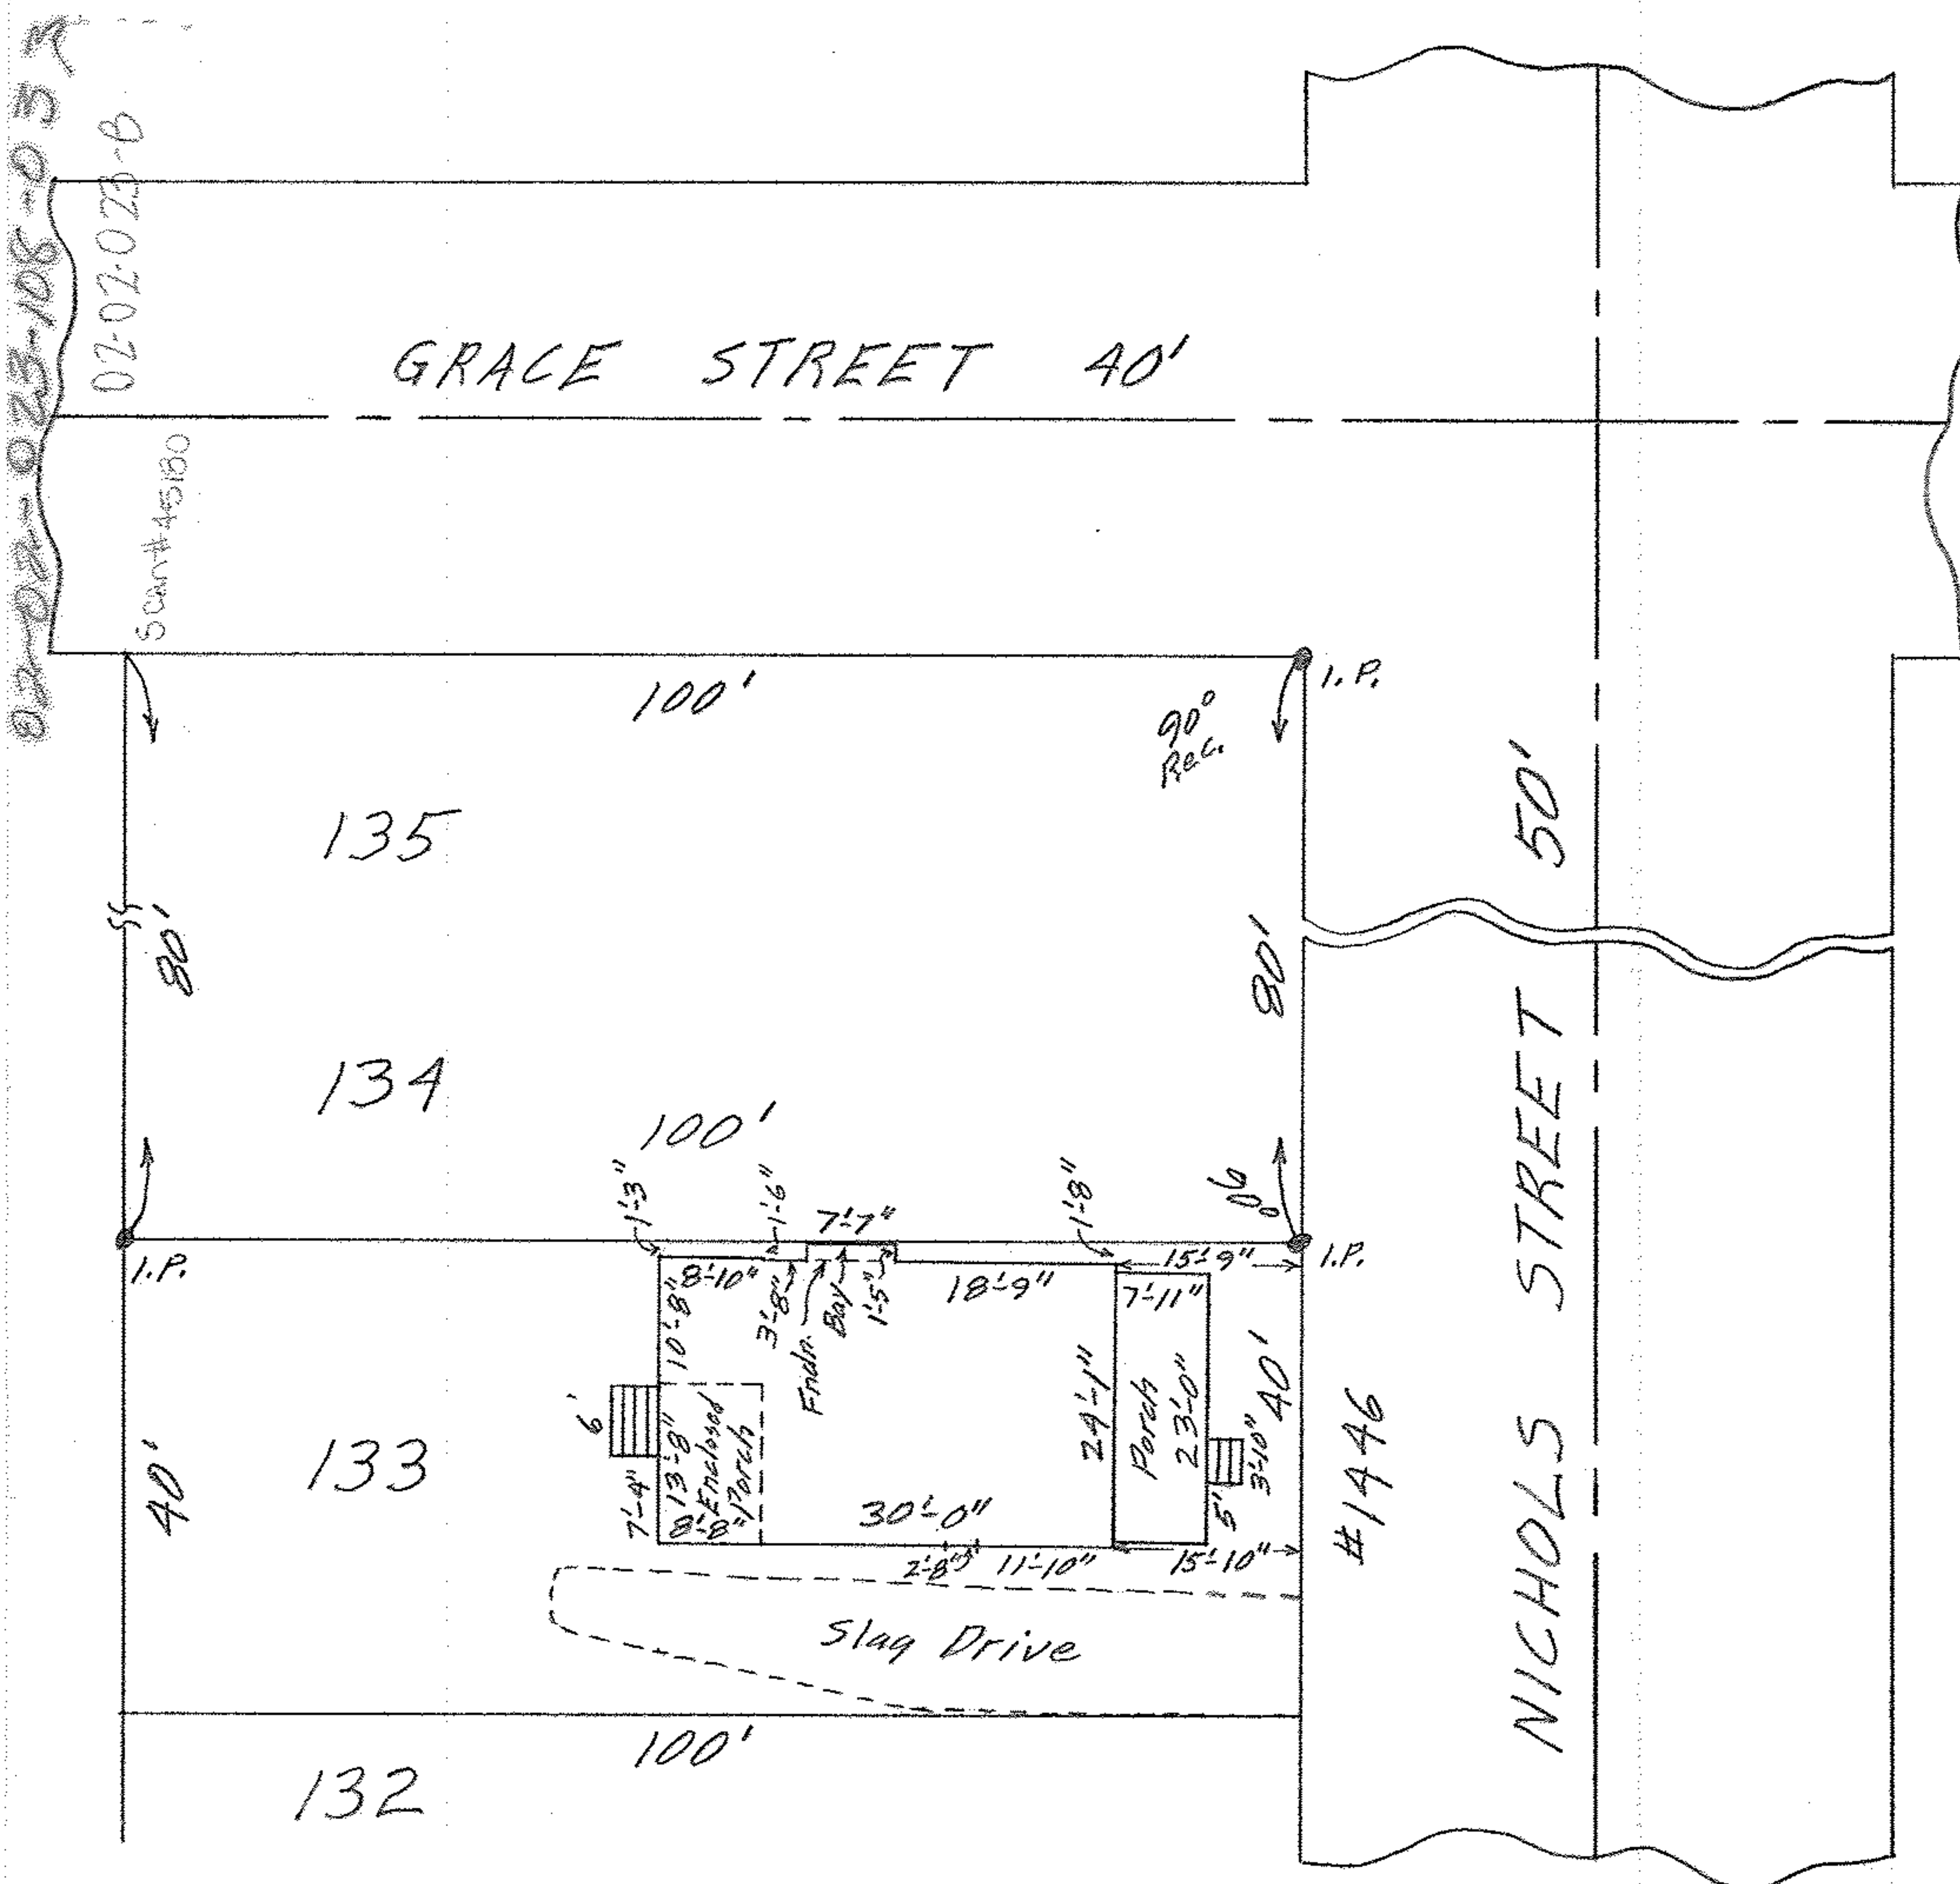 02-02-023-108-033
02-02-023-B
Scan# 45180
GRACE STREET 40'
100'
I.P.
90°
Rec.
135
80'
80'
NICHOLS STREET 50'
134
100'
90°
1'-3"
1'-6"
7'-7"
1'-8"
I.P.
I.P.
15'-9"
8'-10"
3'-8"
Fndn.
Bay
1'-5"
18'-9"
7'-11"
10'-8"
6'
133
40'
7'-4"
13'-8"
Enclosed
Porch
8'-8"
24'-1"
Porch
23'-0"
3'-10"
5'
40'
#1446
30'-0"
2'-8"
11'-10"
15'-10"
Slag Drive
100'
132